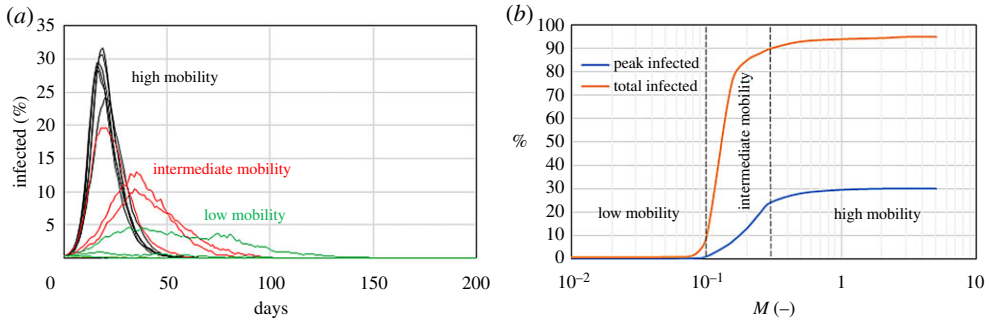 (a)
35
30
25
20
15
10
5
0
50
100
150
200
infected (%)
days
high mobility
intermediate mobility
low mobility
(b)
100
90
80
70
60
50
40
30
20
10
0
10⁻²
10⁻¹
1
10
%
M (–)
peak infected
total infected
low mobility
intermediate mobility
high mobility